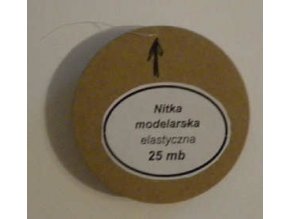 Nitka
modelarska
elastyczna
25 mb